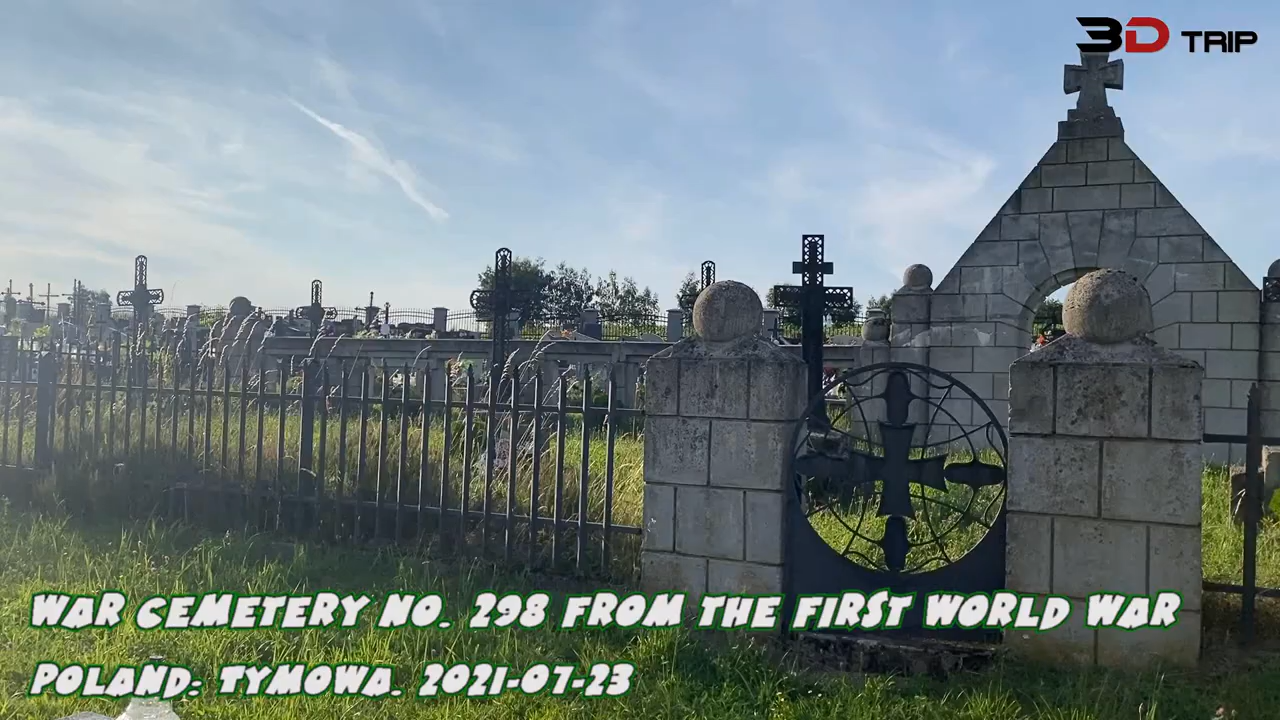 3D TRIP
WAR CEMETERY NO. 298 FROM THE FIRST WORLD WAR
POLAND: TYMOWA. 2021-07-23